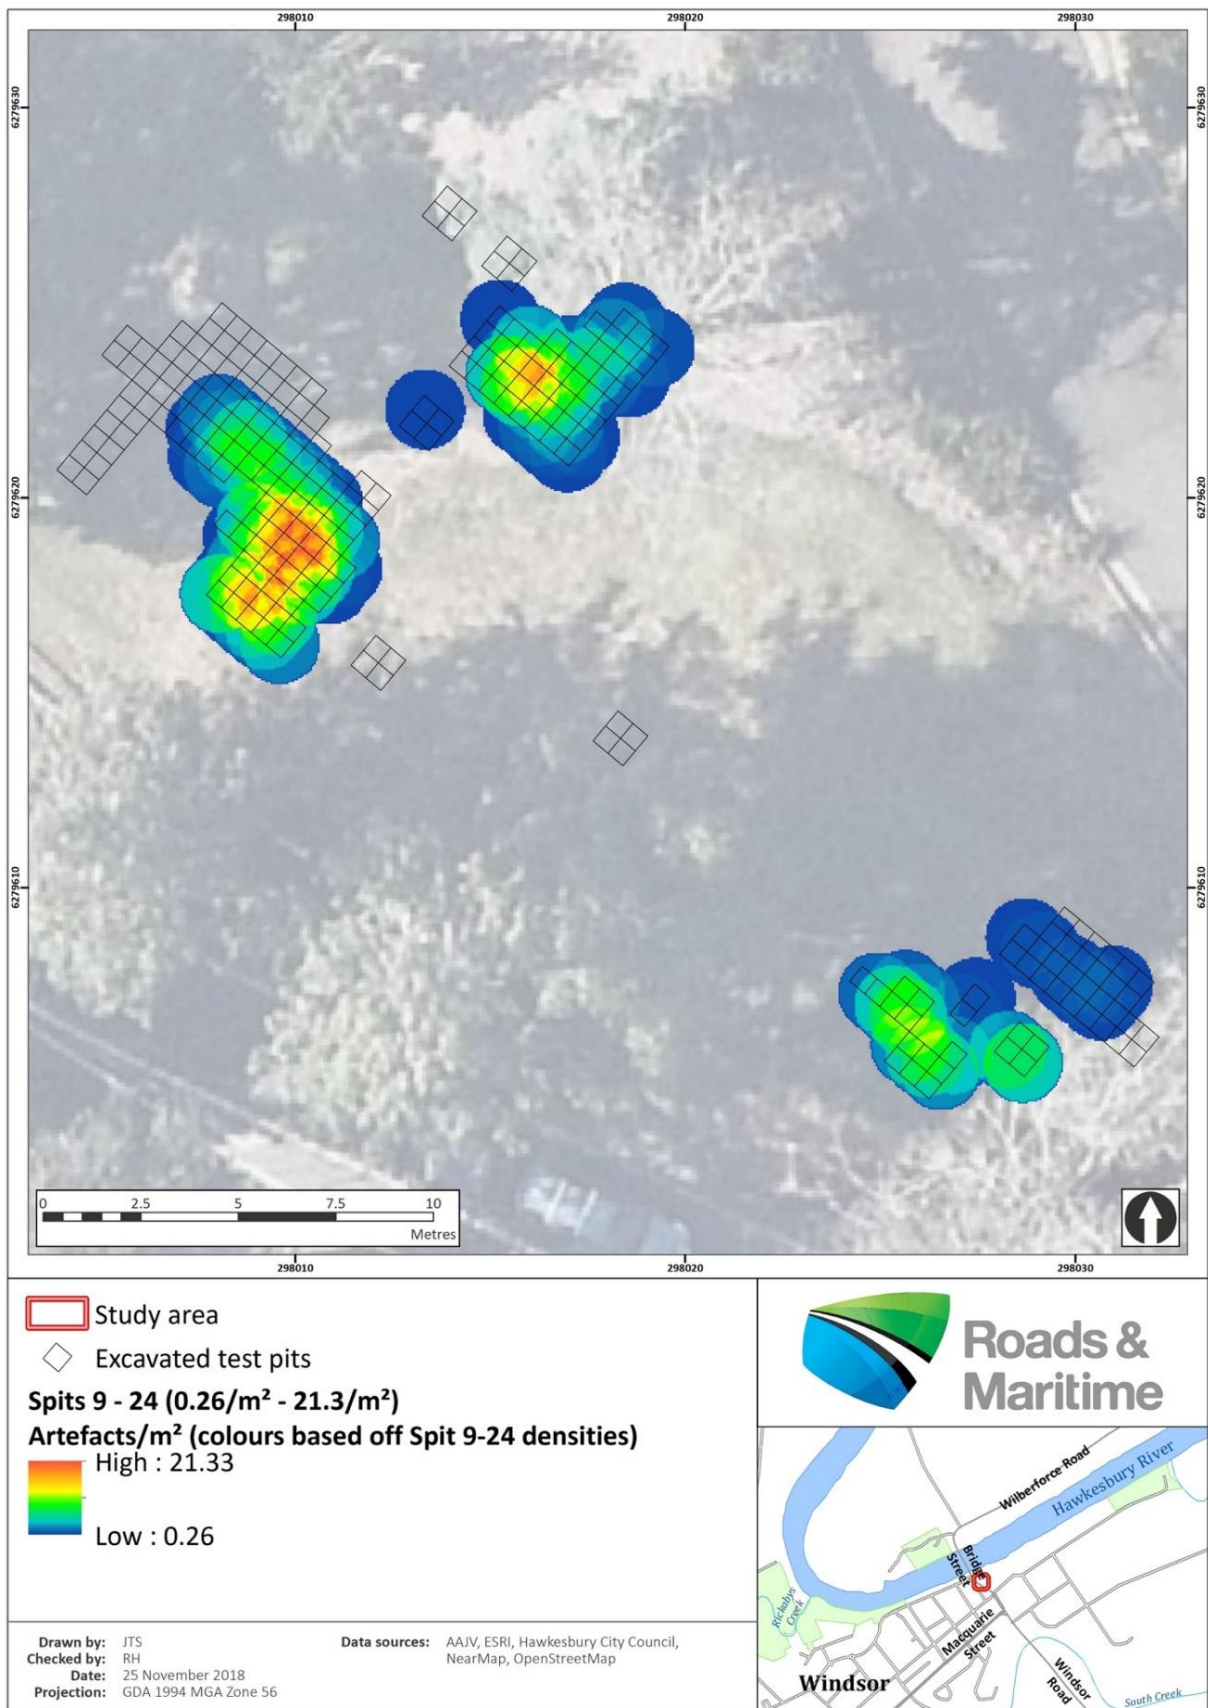 298010
298020
298030
6279630
6279630
6279620
6279620
6279610
6279610
0 2.5 5 7.5 10
Metres
298010
298020
298030
Study area
Excavated test pits
Spits 9 - 24 (0.26/m² - 21.3/m²)
Artefacts/m² (colours based off Spit 9-24 densities)
High : 21.33
Low : 0.26
Roads &
Maritime
Wilberforce Road
Hawkesbury River
Bridge
Street
Rickabys
Creek
Macquarie
Street
Windsor
Windsor
Road
South Creek
Drawn by: JTS
Checked by: RH
Date: 25 November 2018
Projection: GDA 1994 MGA Zone 56
Data sources: AAJV, ESRI, Hawkesbury City Council,
NearMap, OpenStreetMap